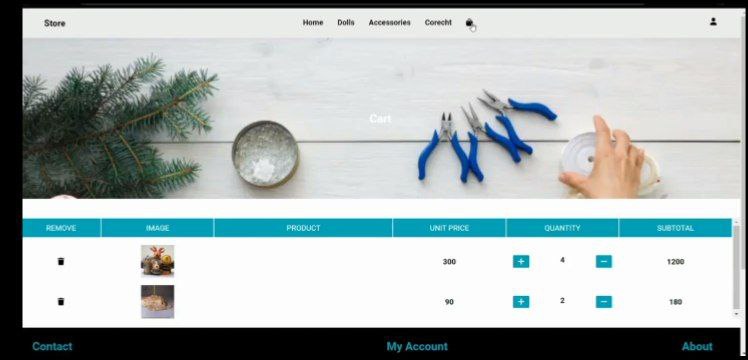 Store Home Dolls Accessories Corecht
Cart
REMOVE IMAGE PRODUCT UNIT PRICE QUANTITY SUBTOTAL
300 + 4 − 1200
90 + 2 − 180
Contact My Account About